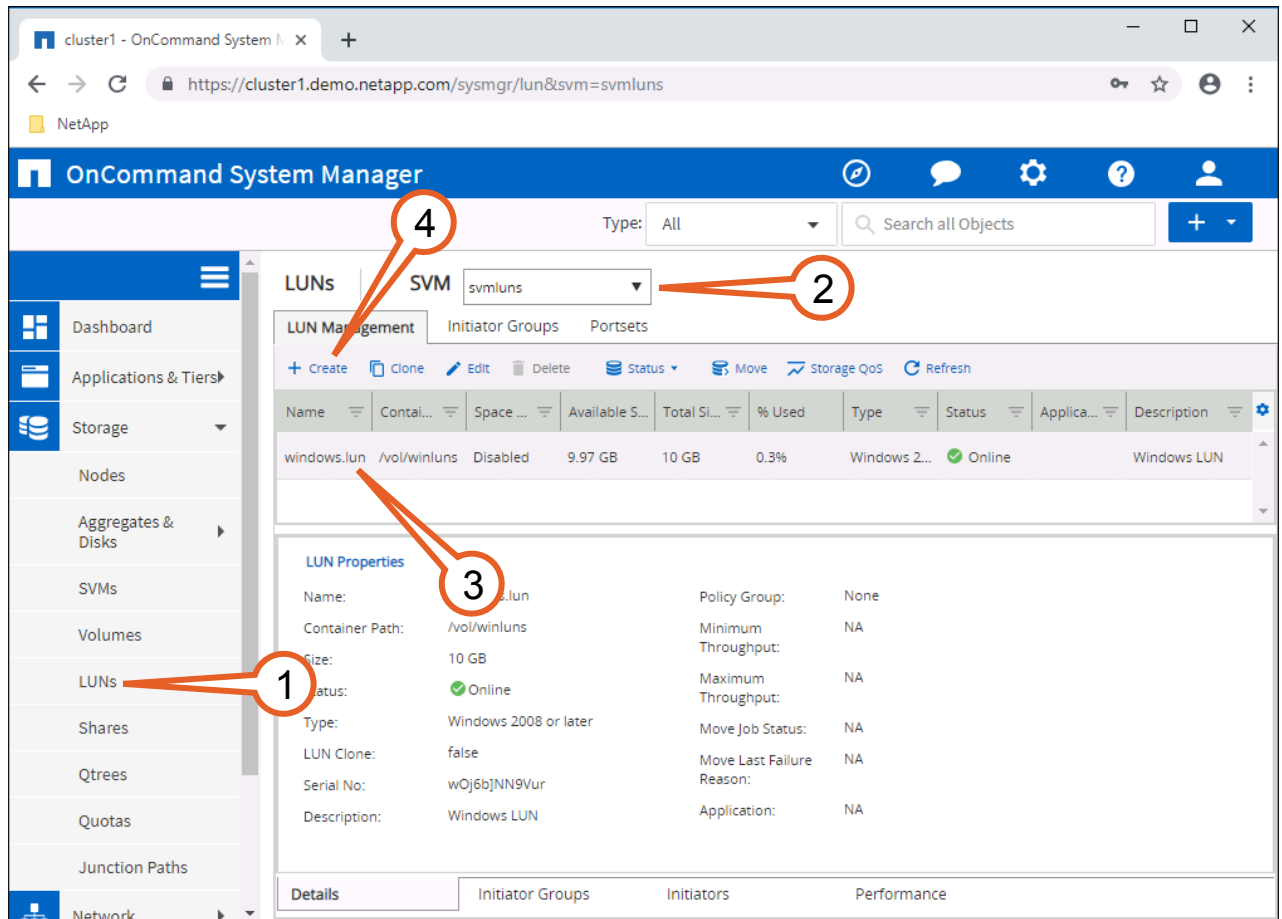 cluster1 - OnCommand System M
https://cluster1.demo.netapp.com/sysmgr/lun&svm=svmluns
NetApp
OnCommand System Manager
Type: All Search all Objects
4
LUNs SVM svmluns
2
Dashboard
Applications & Tiers
Storage
Nodes
Aggregates &
Disks
SVMs
Volumes
LUNs
Shares
Qtrees
Quotas
Junction Paths
Network
1
LUN Management Initiator Groups Portsets
Create Clone Edit Delete Status Move Storage QoS Refresh
Name Contai... Space ... Available S... Total Si... % Used Type Status Applica... Description
windows.lun /vol/winluns Disabled 9.97 GB 10 GB 0.3% Windows 2... Online Windows LUN
3
LUN Properties
Name: s.lun
Container Path: /vol/winluns
Size: 10 GB
atus: Online
Type: Windows 2008 or later
LUN Clone: false
Serial No: wOj6b]NN9Vur
Description: Windows LUN
Policy Group: None
Minimum NA
Throughput:
Maximum NA
Throughput:
Move Job Status: NA
Move Last Failure NA
Reason:
Application: NA
Details Initiator Groups Initiators Performance